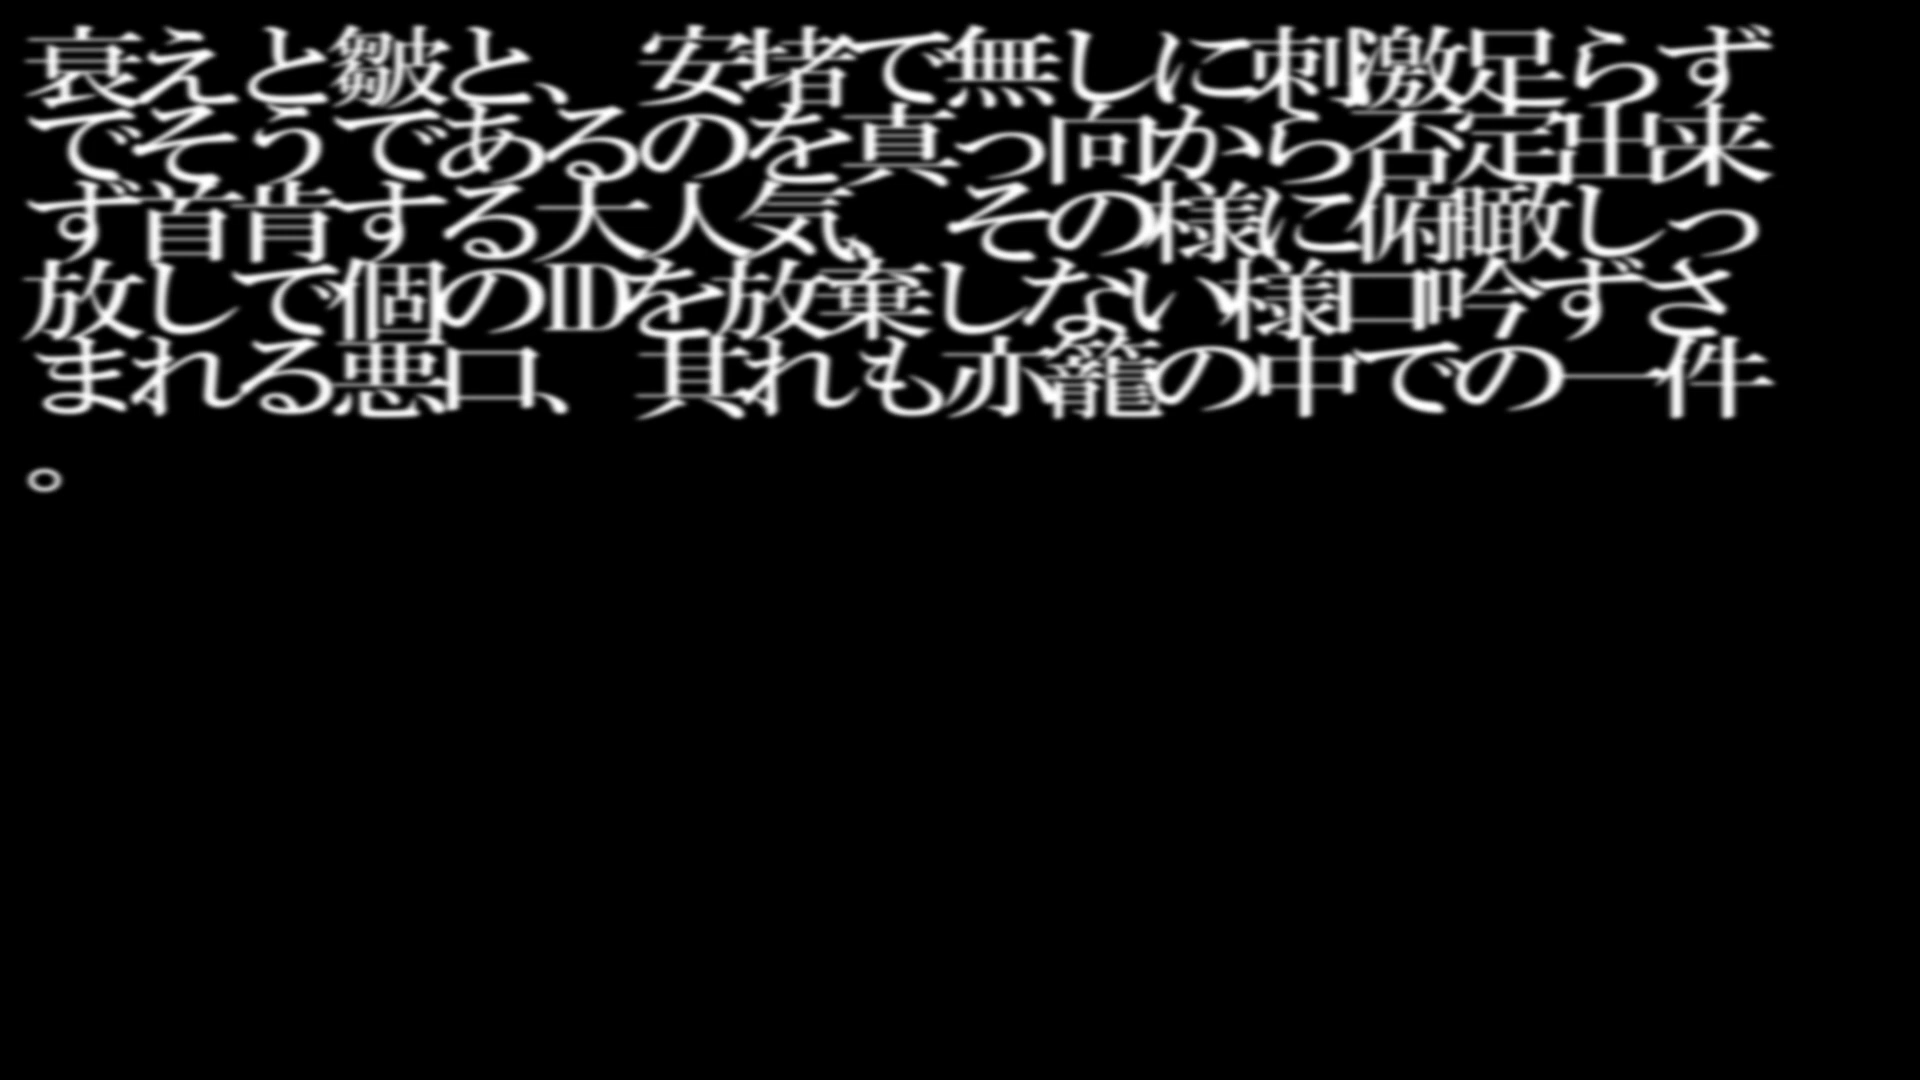 衰えと皺と、安堵で無しに刺激足らず
でそうであるのを真っ向から否定出来
ず首肯する大人気、その様に俯瞰しっ
放しで個のIDを放棄しない様口吟ずさ
まれる悪口、其れも亦籠の中での一件
。